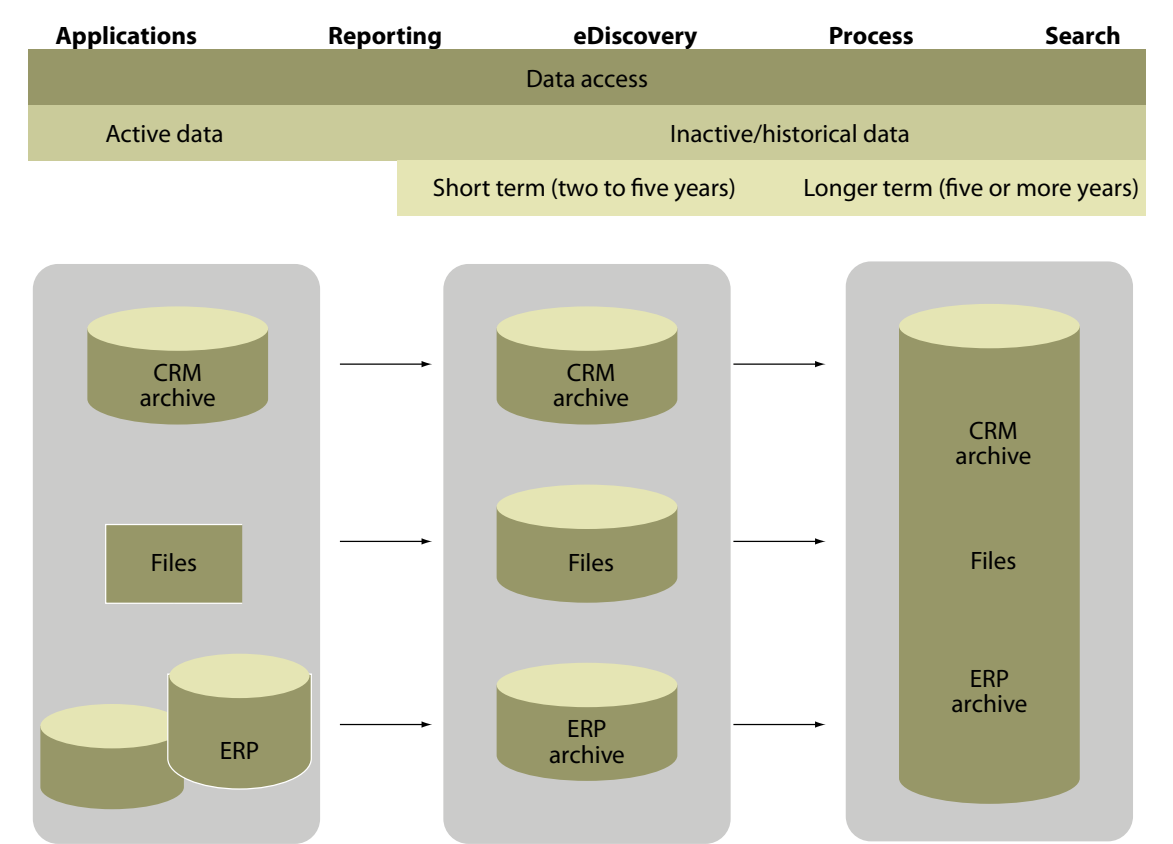 Applications Reporting eDiscovery Process Search
Data access
Active data Inactive/historical data
Short term (two to five years) Longer term (five or more years)
CRM
archive
Files
ERP
CRM
archive
Files
ERP
archive
CRM
archive
Files
ERP
archive